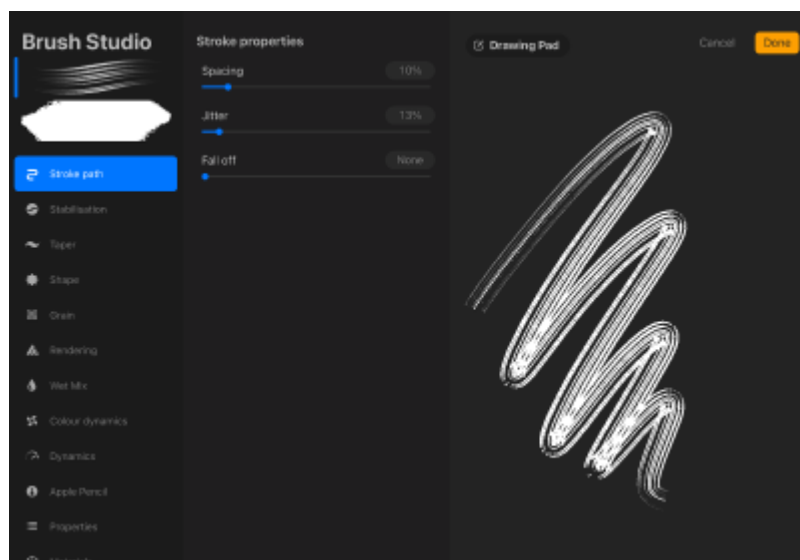 Brush Studio
Stroke path
Stabilisation
Taper
Shape
Grain
Rendering
Wet Mix
Colour dynamics
Dynamics
Apple Pencil
Properties
Stroke properties
Spacing 10%
Jitter 13%
Fall off None
Drawing Pad
Cancel
Done